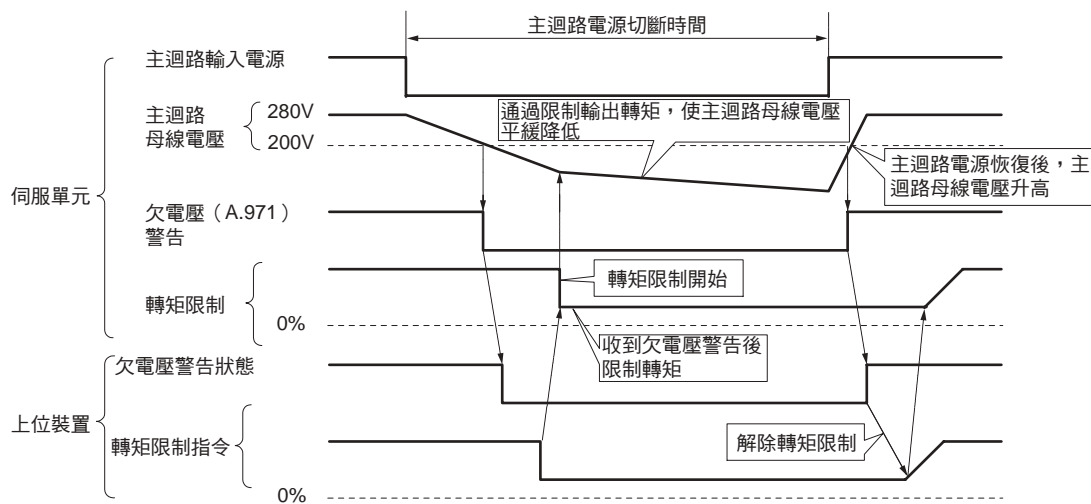 主迴路電源切斷時間
主迴路輸入電源
主迴路
母線電壓
280V
200V
通過限制輸出轉矩，使主迴路母線電壓
平緩降低
主迴路電源恢復後，主
迴路母線電壓升高
伺服單元
欠電壓（A.971）
警告
轉矩限制
0%
轉矩限制開始
收到欠電壓警告後
限制轉矩
欠電壓警告狀態
上位裝置
轉矩限制指令
解除轉矩限制
0%